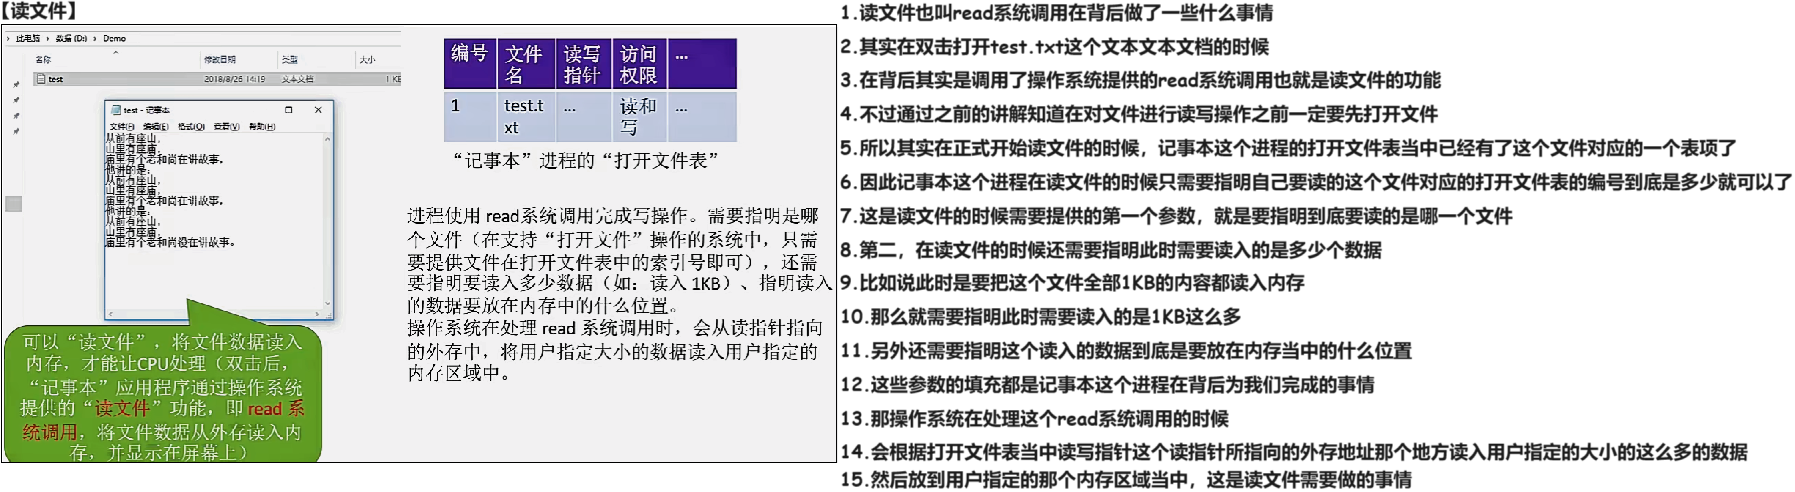 【读文件】
此电脑 > 数据 (D:) > Demo
名称 修改日期 类型 大小
test 2018/8/26 14:19 文本文档 1 KB
test - 记事本
文件(F) 编辑(E) 格式(O) 查看(V) 帮助(H)
从前有座山，
山里有座庙，
庙里有个老和尚在讲故事。
他讲的是：
从前有座山，
山里有座庙，
庙里有个老和尚在讲故事。
他讲的是：
从前有座山，
山里有座庙，
庙里有个老和尚没在讲故事。
可以“读文件”，将文件数据读入
内存，才能让CPU处理（双击后，
“记事本”应用程序通过操作系统
提供的“读文件”功能，即 read 系
统调用，将文件数据从外存读入内
存，并显示在屏幕上）
编号 文件名 读写指针 访问权限 ...
1 test.txt ... 读和写 ...
“记事本”进程的“打开文件表”
进程使用 read系统调用完成写操作。需要指明是哪
个文件（在支持“打开文件”操作的系统中，只需
要提供文件在打开文件表中的索引号即可），还需
要指明要读入多少数据（如：读入 1KB）、指明读入
的数据要放在内存中的什么位置。
操作系统在处理 read 系统调用时，会从读指针指向
的外存中，将用户指定大小的数据读入用户指定的
内存区域中。
1.读文件也叫read系统调用在背后做了一些什么事情
2.其实在双击打开test.txt这个文本文本文档的时候
3.在背后其实是调用了操作系统提供的read系统调用也就是读文件的功能
4.不过通过之前的讲解知道在对文件进行读写操作之前一定要先打开文件
5.所以其实在正式开始读文件的时候，记事本这个进程的打开文件表当中已经有了这个文件对应的一个表项了
6.因此记事本这个进程在读文件的时候只需要指明自己要读的这个文件对应的打开文件表的编号到底是多少就可以了
7.这是读文件的时候需要提供的第一个参数，就是要指明到底要读的是哪一个文件
8.第二，在读文件的时候还需要指明此时需要读入的是多少个数据
9.比如说此时是要把这个文件全部1KB的内容都读入内存
10.那么就需要指明此时需要读入的是1KB这么多
11.另外还需要指明这个读入的数据到底是要放在内存当中的什么位置
12.这些参数的填充都是记事本这个进程在背后为我们完成的事情
13.那操作系统在处理这个read系统调用的时候
14.会根据打开文件表当中读写指针这个读指针所指向的外存地址那个地方读入用户指定的大小的这么多的数据
15.然后放到用户指定的那个内存区域当中，这是读文件需要做的事情